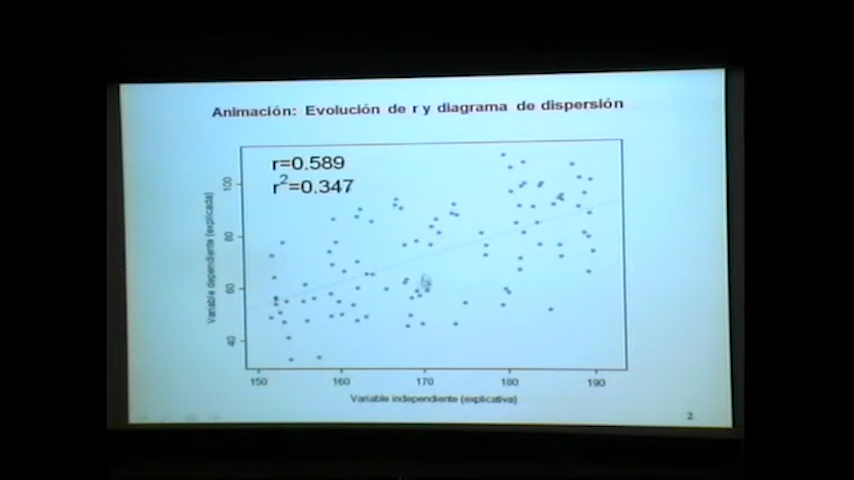 Animación: Evolución de r y diagrama de dispersión
r=0.589
r²=0.347
Variable dependiente (explicada)
100
80
60
40
150 160 170 180 190
Variable independiente (explicativa)
2